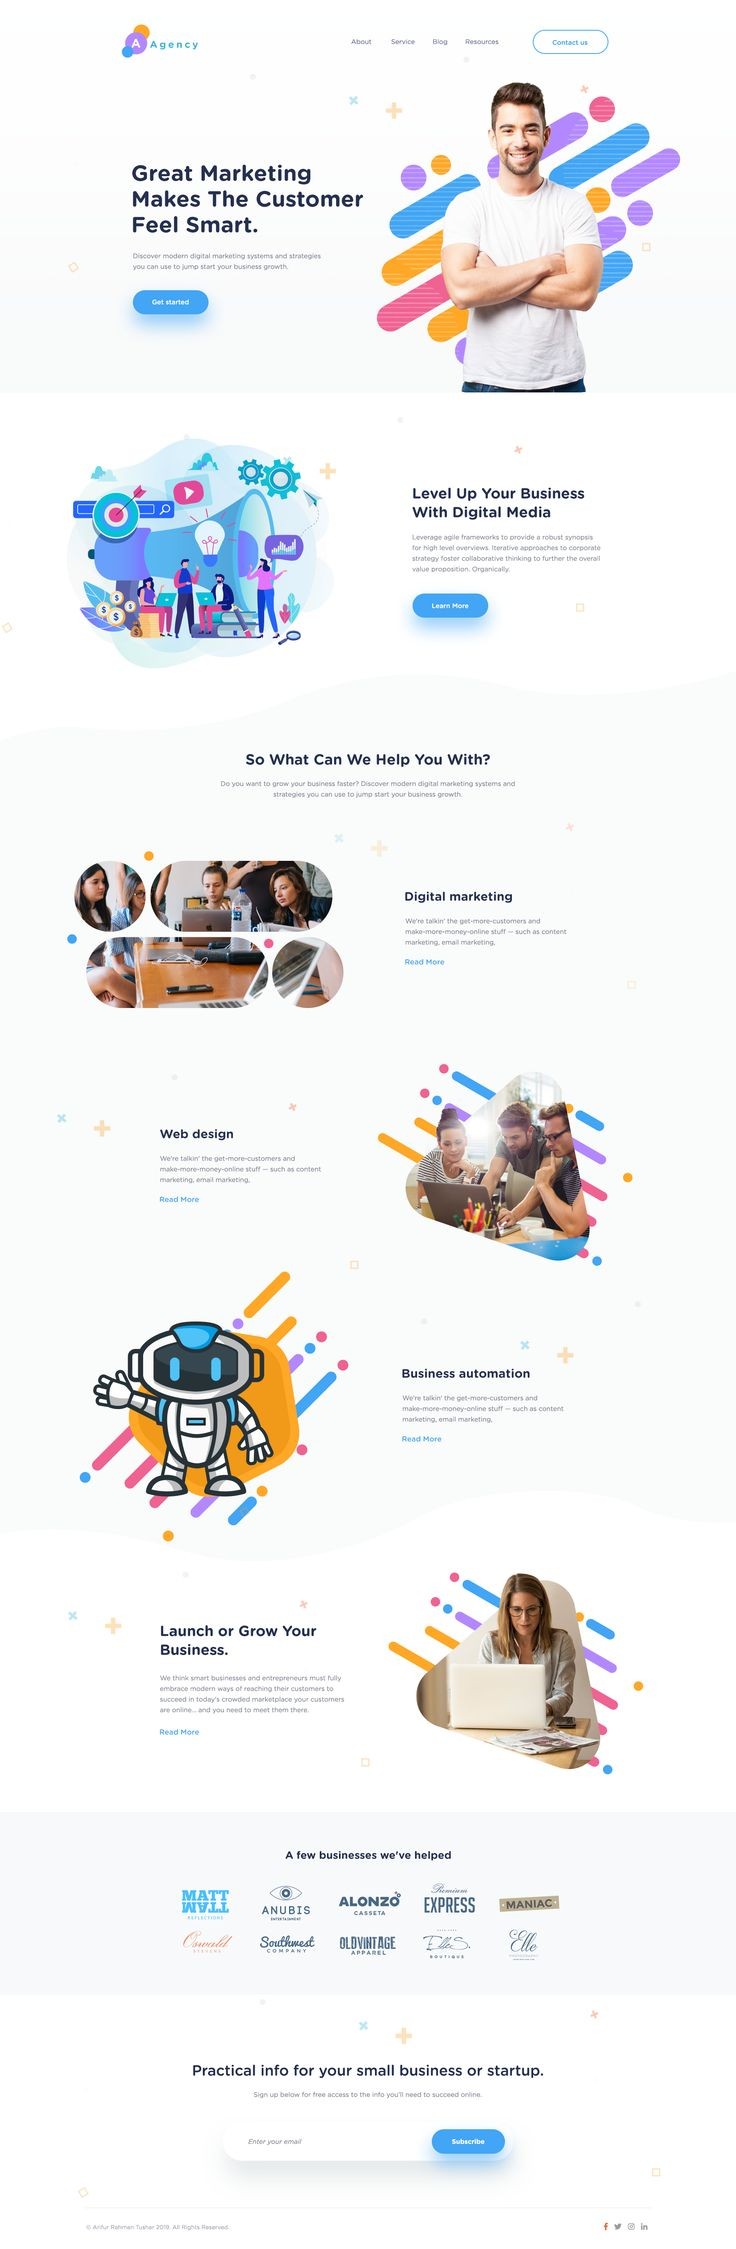 A Agency
About Service Blog Resources Contact us
Great Marketing
Makes The Customer
Feel Smart.
Discover modern digital marketing systems and strategies
you can use to jump start your business growth.
Get started
Level Up Your Business
With Digital Media
Leverage agile frameworks to provide a robust synopsis
for high level overviews. Iterative approaches to corporate
strategy foster collaborative thinking to further the overall
value proposition. Organically.
Learn More
So What Can We Help You With?
Do you want to grow your business faster? Discover modern digital marketing systems and
strategies you can use to jump start your business growth.
Digital marketing
We're talkin' the get-more-customers and
make-more-money-online stuff — such as content
marketing, email marketing,
Read More
Web design
We're talkin' the get-more-customers and
make-more-money-online stuff — such as content
marketing, email marketing,
Read More
Business automation
We're talkin' the get-more-customers and
make-more-money-online stuff — such as content
marketing, email marketing,
Read More
Launch or Grow Your
Business.
We think smart businesses and entrepreneurs must fully
embrace modern ways of reaching their customers to
succeed in today's crowded marketplace your customers
are online... and you need to meet them there.
Read More
A few businesses we've helped
MATT
MATT
REFLECTIONS
ANUBIS
ENTERTAINMENT
ALONZO
CASSETA
Premium
EXPRESS
MANIAC
Oswald
STEVENS
Southwest
COMPANY
OLDVINTAGE
APPAREL
Elle S.
BOUTIQUE
Elle
Practical info for your small business or startup.
Sign up below for free access to the info you'll need to succeed online.
Enter your email
Subscribe
© Arifur Rahman Tushar 2019. All Rights Reserved.